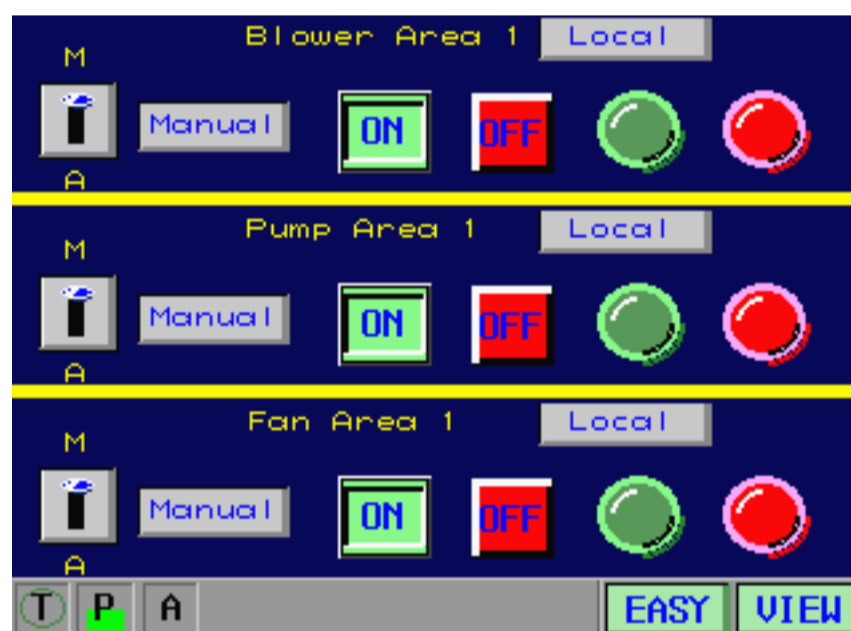 Blower Area 1 Local
M
Manual ON OFF
A
Pump Area 1 Local
M
Manual ON OFF
A
Fan Area 1 Local
M
Manual ON OFF
A
T P A EASY VIEW